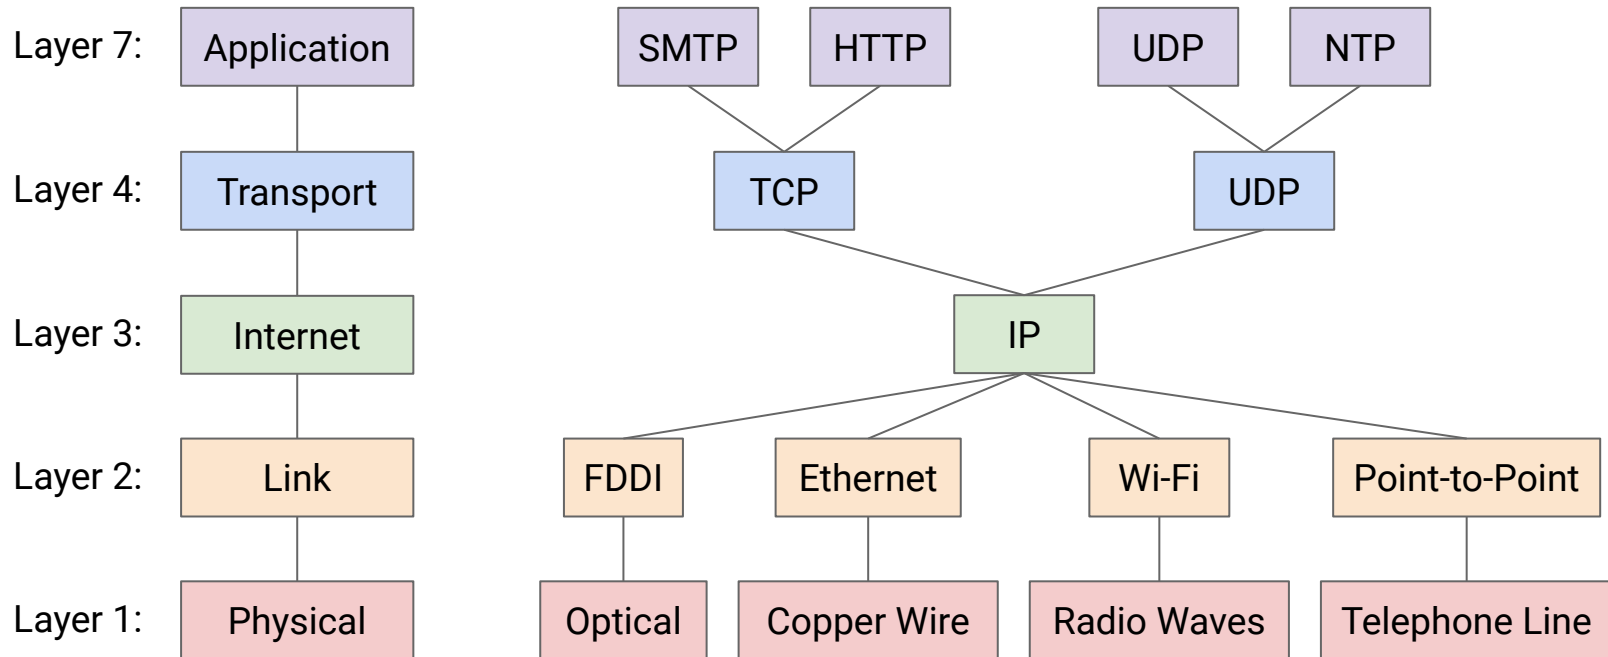 Layer 7: Application SMTP HTTP UDP NTP
Layer 4: Transport TCP UDP
Layer 3: Internet IP
Layer 2: Link FDDI Ethernet Wi-Fi Point-to-Point
Layer 1: Physical Optical Copper Wire Radio Waves Telephone Line